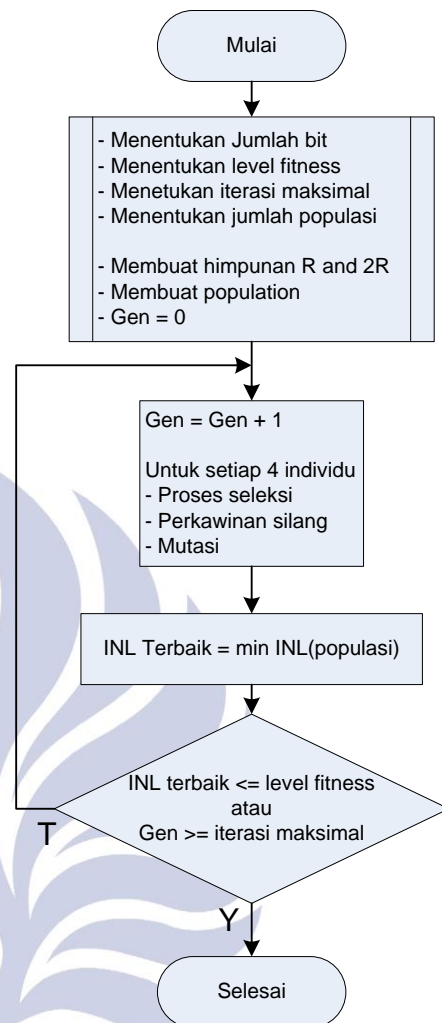 Mulai
- Menentukan Jumlah bit
- Menentukan level fitness
- Menetukan iterasi maksimal
- Menentukan jumlah populasi
- Membuat himpunan R and 2R
- Membuat population
- Gen = 0
Gen = Gen + 1
Untuk setiap 4 individu
- Proses seleksi
- Perkawinan silang
- Mutasi
INL Terbaik = min INL(populasi)
INL terbaik <= level fitness
atau
Gen >= iterasi maksimal
T
Y
Selesai